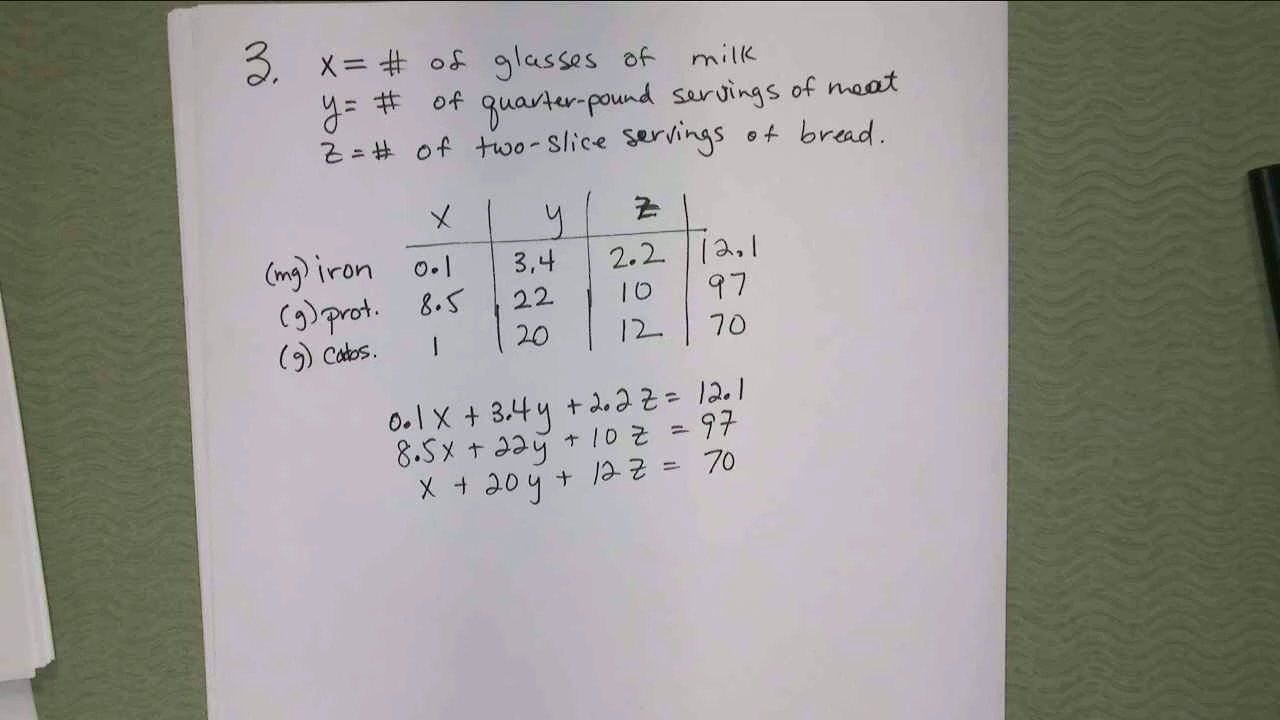 3. x = # of glasses of milk
y = # of quarter-pound servings of meat
z = # of two-slice servings of bread.
x y z
(mg) iron 0.1 3.4 2.2 12.1
(g) prot. 8.5 22 10 97
(g) cabs. 1 20 12 70
0.1x + 3.4y + 2.2z = 12.1
8.5x + 22y + 10z = 97
x + 20y + 12z = 70